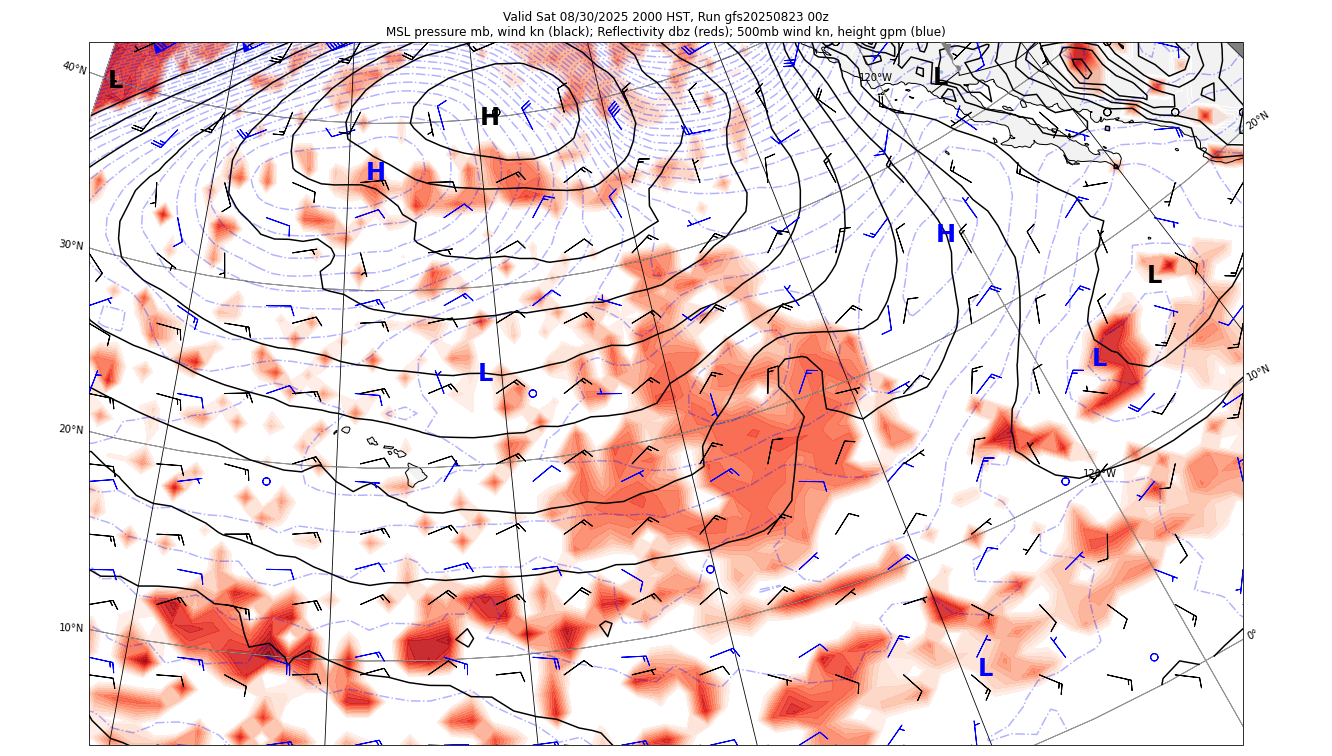 Valid Sat 08/30/2025 2000 HST, Run gfs20250823 00z
MSL pressure mb, wind kn (black); Reflectivity dbz (reds); 500mb wind kn, height gpm (blue)
40°N
L
H
120°W
L
20°N
H
H
30°N
L
L
L
10°N
20°N
120°W
10°N
0°
L